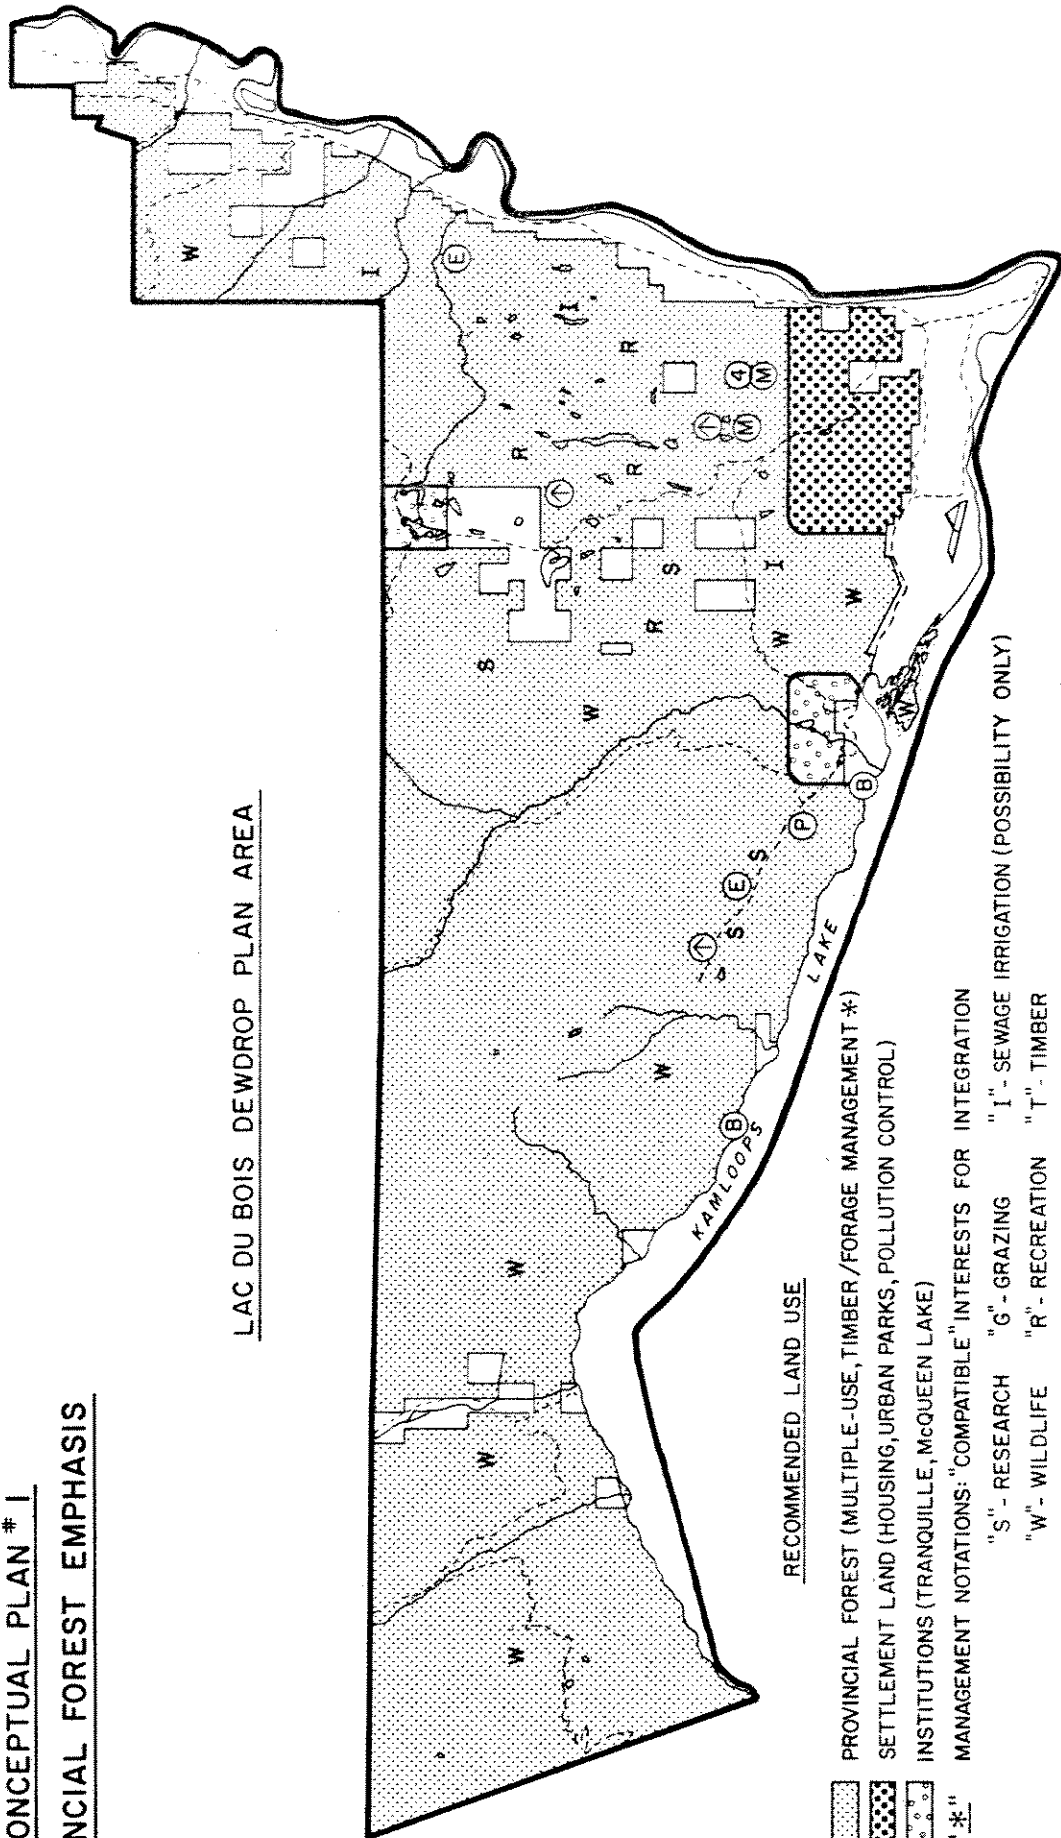 ONCEPTUAL PLAN # 1
NCIAL FOREST EMPHASIS
LAC DU BOIS DEWDROP PLAN AREA
W
I
E
I
R
R
R
4
M
↑
M
↑
S
S
R
I
W
W
W
W
B
P
S
E
S
↑
W
B
W
W
W
KAMLOOPS LAKE
RECOMMENDED LAND USE
PROVINCIAL FOREST (MULTIPLE-USE, TIMBER/FORAGE MANAGEMENT *)
SETTLEMENT LAND (HOUSING, URBAN PARKS, POLLUTION CONTROL)
INSTITUTIONS (TRANQUILLE, McQUEEN LAKE)
"*" MANAGEMENT NOTATIONS: "COMPATIBLE" INTERESTS FOR INTEGRATION
"S" - RESEARCH "G" - GRAZING "I" - SEWAGE IRRIGATION (POSSIBILITY ONLY)
"W" - WILDLIFE "R" - RECREATION "T" - TIMBER